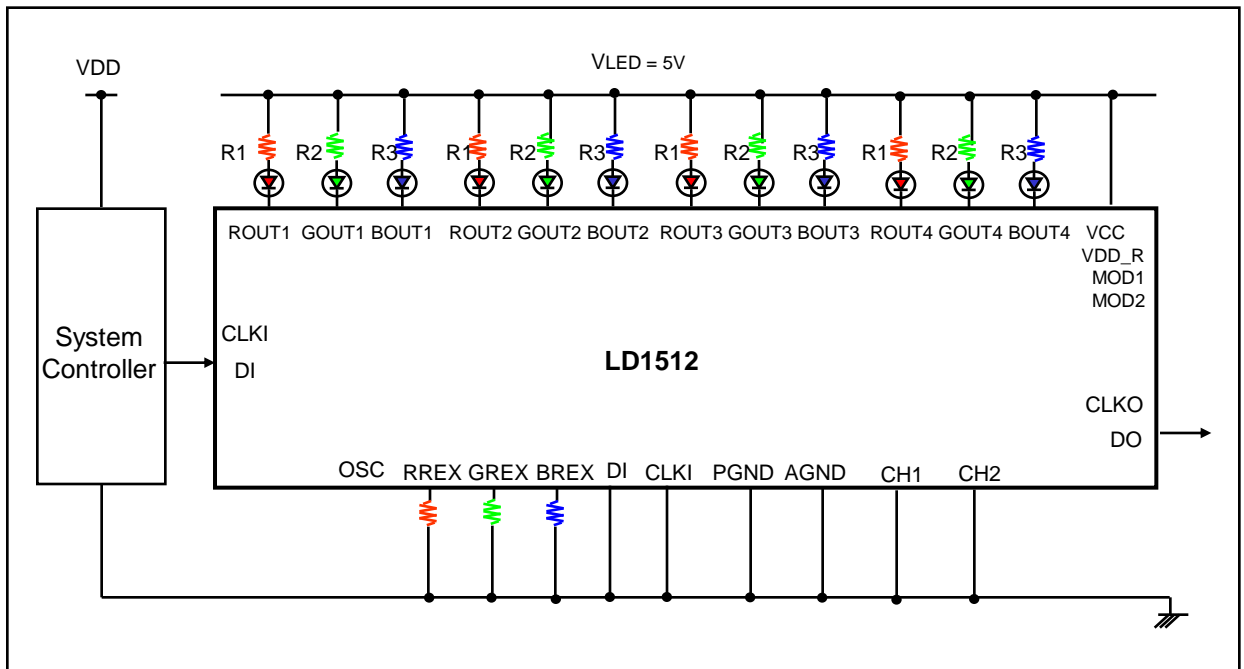 VDD
VLED = 5V
R1 R2 R3 R1 R2 R3 R1 R2 R3 R1 R2 R3
ROUT1 GOUT1 BOUT1 ROUT2 GOUT2 BOUT2 ROUT3 GOUT3 BOUT3 ROUT4 GOUT4 BOUT4 VCC
VDD_R
MOD1
MOD2
System
Controller
CLKI
DI
LD1512
CLKO
DO
OSC RREX GREX BREX DI CLKI PGND AGND CH1 CH2